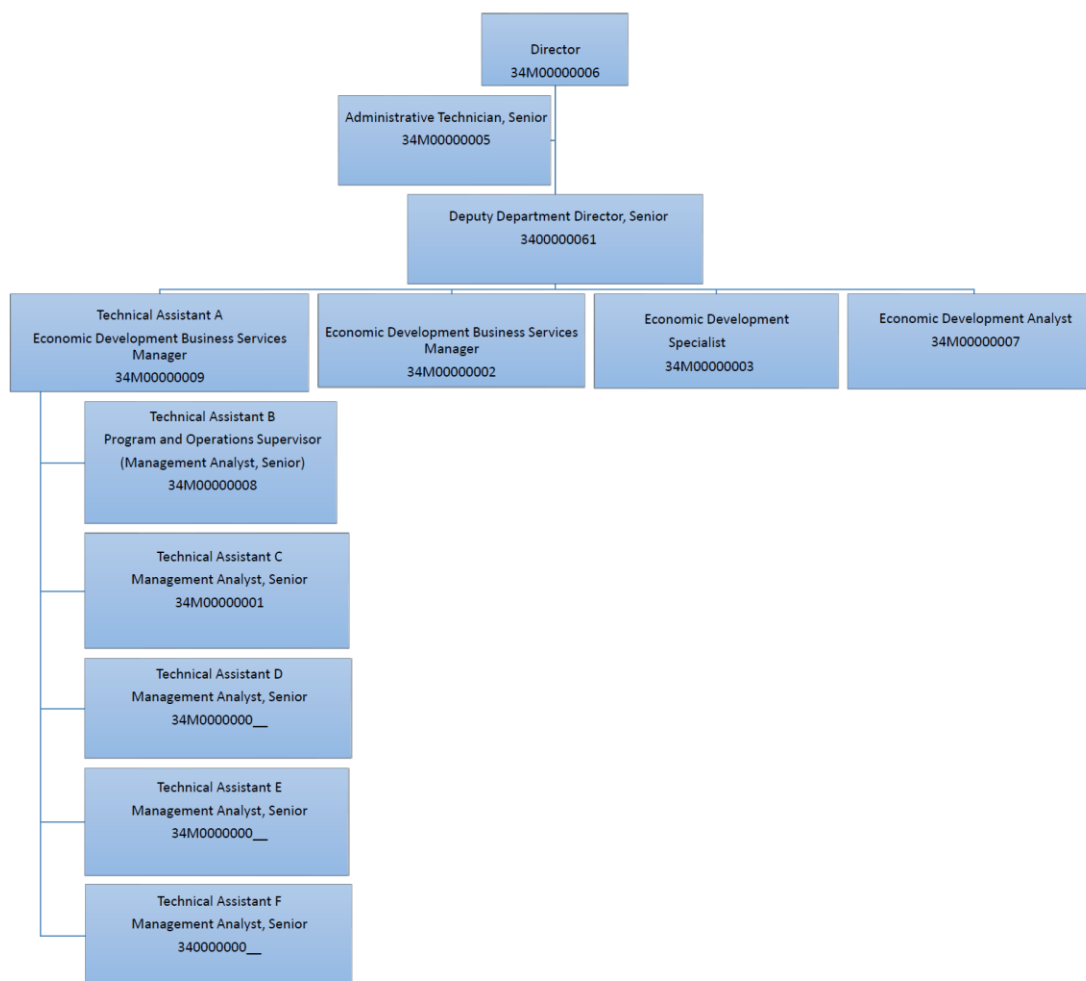 Director
34M00000006
Administrative Technician, Senior
34M00000005
Deputy Department Director, Senior
3400000061
Technical Assistant A
Economic Development Business Services
Manager
34M00000009
Economic Development Business Services
Manager
34M00000002
Economic Development
Specialist
34M00000003
Economic Development Analyst
34M00000007
Technical Assistant B
Program and Operations Supervisor
(Management Analyst, Senior)
34M00000008
Technical Assistant C
Management Analyst, Senior
34M00000001
Technical Assistant D
Management Analyst, Senior
34M0000000__
Technical Assistant E
Management Analyst, Senior
34M0000000__
Technical Assistant F
Management Analyst, Senior
340000000__